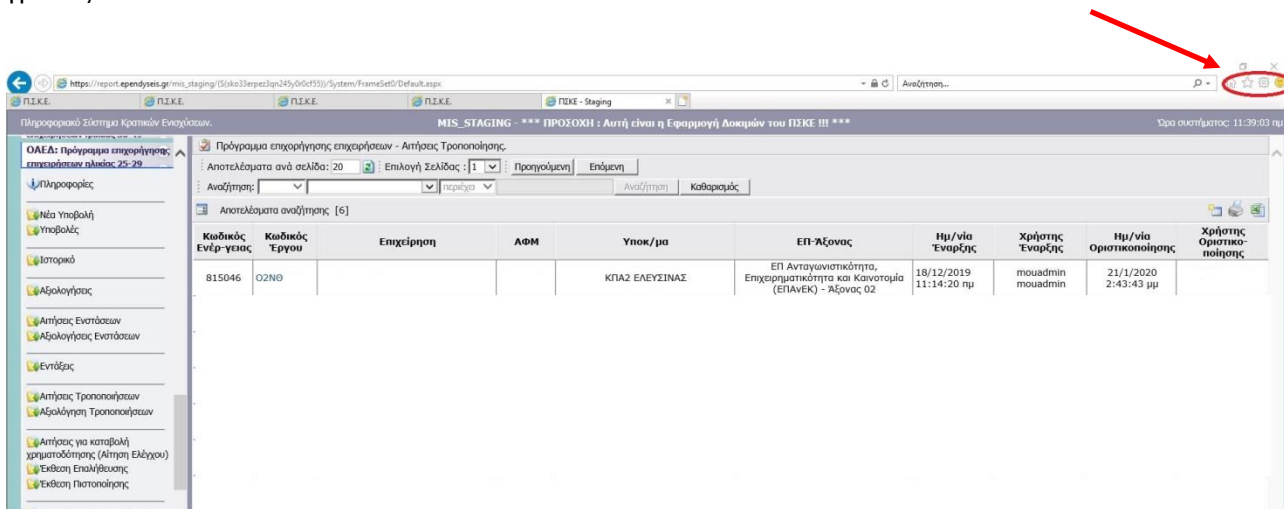 https://report.ependyseis.gr/mis_staging/(S(sko33erpez3qn245y0r0cf55))/System/FrameSet0/Default.aspx
Αναζήτηση...
Π.Σ.Κ.Ε. Π.Σ.Κ.Ε. Π.Σ.Κ.Ε. Π.Σ.Κ.Ε. ΠΣΚΕ - Staging
Πληροφοριακό Σύστημα Κρατικών Ενισχύσεων. MIS_STAGING - *** ΠΡΟΣΟΧΗ : Αυτή είναι η Εφαρμογή Δοκιμών του ΠΣΚΕ !!! *** Ώρα συστήματος: 11:39:03 πμ
ΟΑΕΔ: Πρόγραμμα επιχορήγησης
επιχειρήσεων ηλικίας 25-29
Πληροφορίες
Νέα Υποβολή
Υποβολές
Ιστορικό
Αξιολογήσεις
Αιτήσεις Ενστάσεων
Αξιολογήσεις Ενστάσεων
Εντάξεις
Αιτήσεις Τροποποιήσεων
Αξιολόγηση Τροποποιήσεων
Αιτήσεις για καταβολή
χρηματοδότησης (Αίτηση Ελέγχου)
Έκθεση Επαλήθευσης
Έκθεση Πιστοποίησης
Πρόγραμμα επιχορήγησης επιχειρήσεων - Αιτήσεις Τροποποίησης.
Αποτελέσματα ανά σελίδα: 20 Επιλογή Σελίδας : 1 Προηγούμενη Επόμενη
Αναζήτηση: περιέχει Αναζήτηση Καθαρισμός
Αποτελέσματα αναζήτησης [6]
Κωδικός Ενέρ-γειας Κωδικός Έργου Επιχείρηση ΑΦΜ Υποκ/μα ΕΠ-Άξονας Ημ/νία Έναρξης Χρήστης Έναρξης Ημ/νία Οριστικοποίησης Χρήστης Οριστικο-ποίησης
815046 Ο2ΝΘ ΚΠΑ2 ΕΛΕΥΣΙΝΑΣ ΕΠ Ανταγωνιστικότητα, Επιχειρηματικότητα και Καινοτομία (ΕΠΑνΕΚ) - Άξονας 02 18/12/2019 11:14:20 πμ mouadmin mouadmin 21/1/2020 2:43:43 μμ